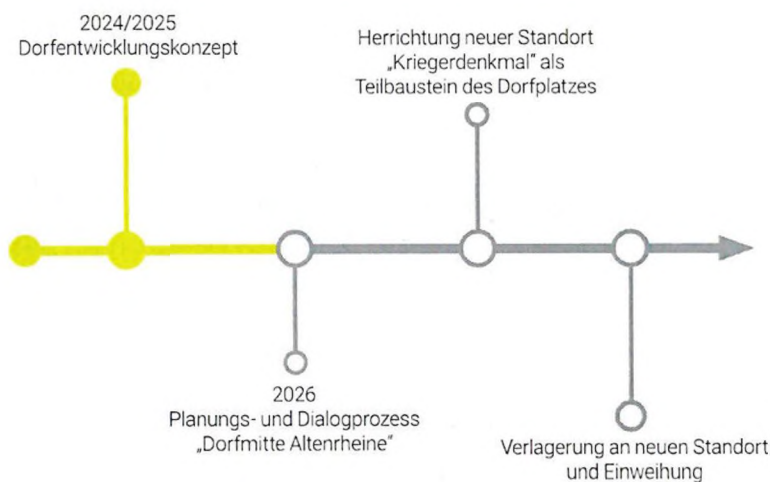 2024/2025
Dorfentwicklungskonzept
Herrichtung neuer Standort
„Kriegerdenkmal" als
Teilbaustein des Dorfplatzes
2026
Planungs- und Dialogprozess
„Dorfmitte Altenrheine"
Verlagerung an neuen Standort
und Einweihung